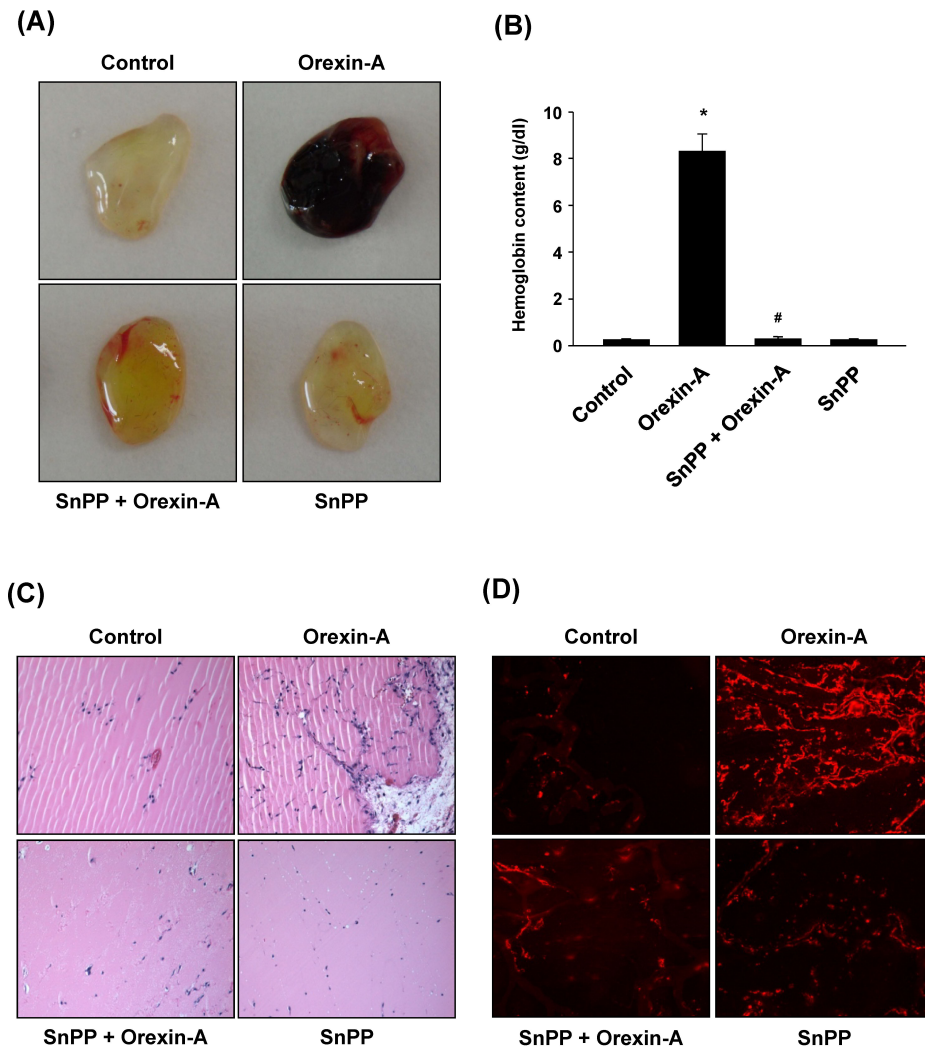 (A)
Control
Orexin-A
SnPP + Orexin-A
SnPP
(B)
Hemoglobin content (g/dl)
10
8
6
4
2
0
*
#
Control
Orexin-A
SnPP + Orexin-A
SnPP
(C)
Control
Orexin-A
SnPP + Orexin-A
SnPP
(D)
Control
Orexin-A
SnPP + Orexin-A
SnPP